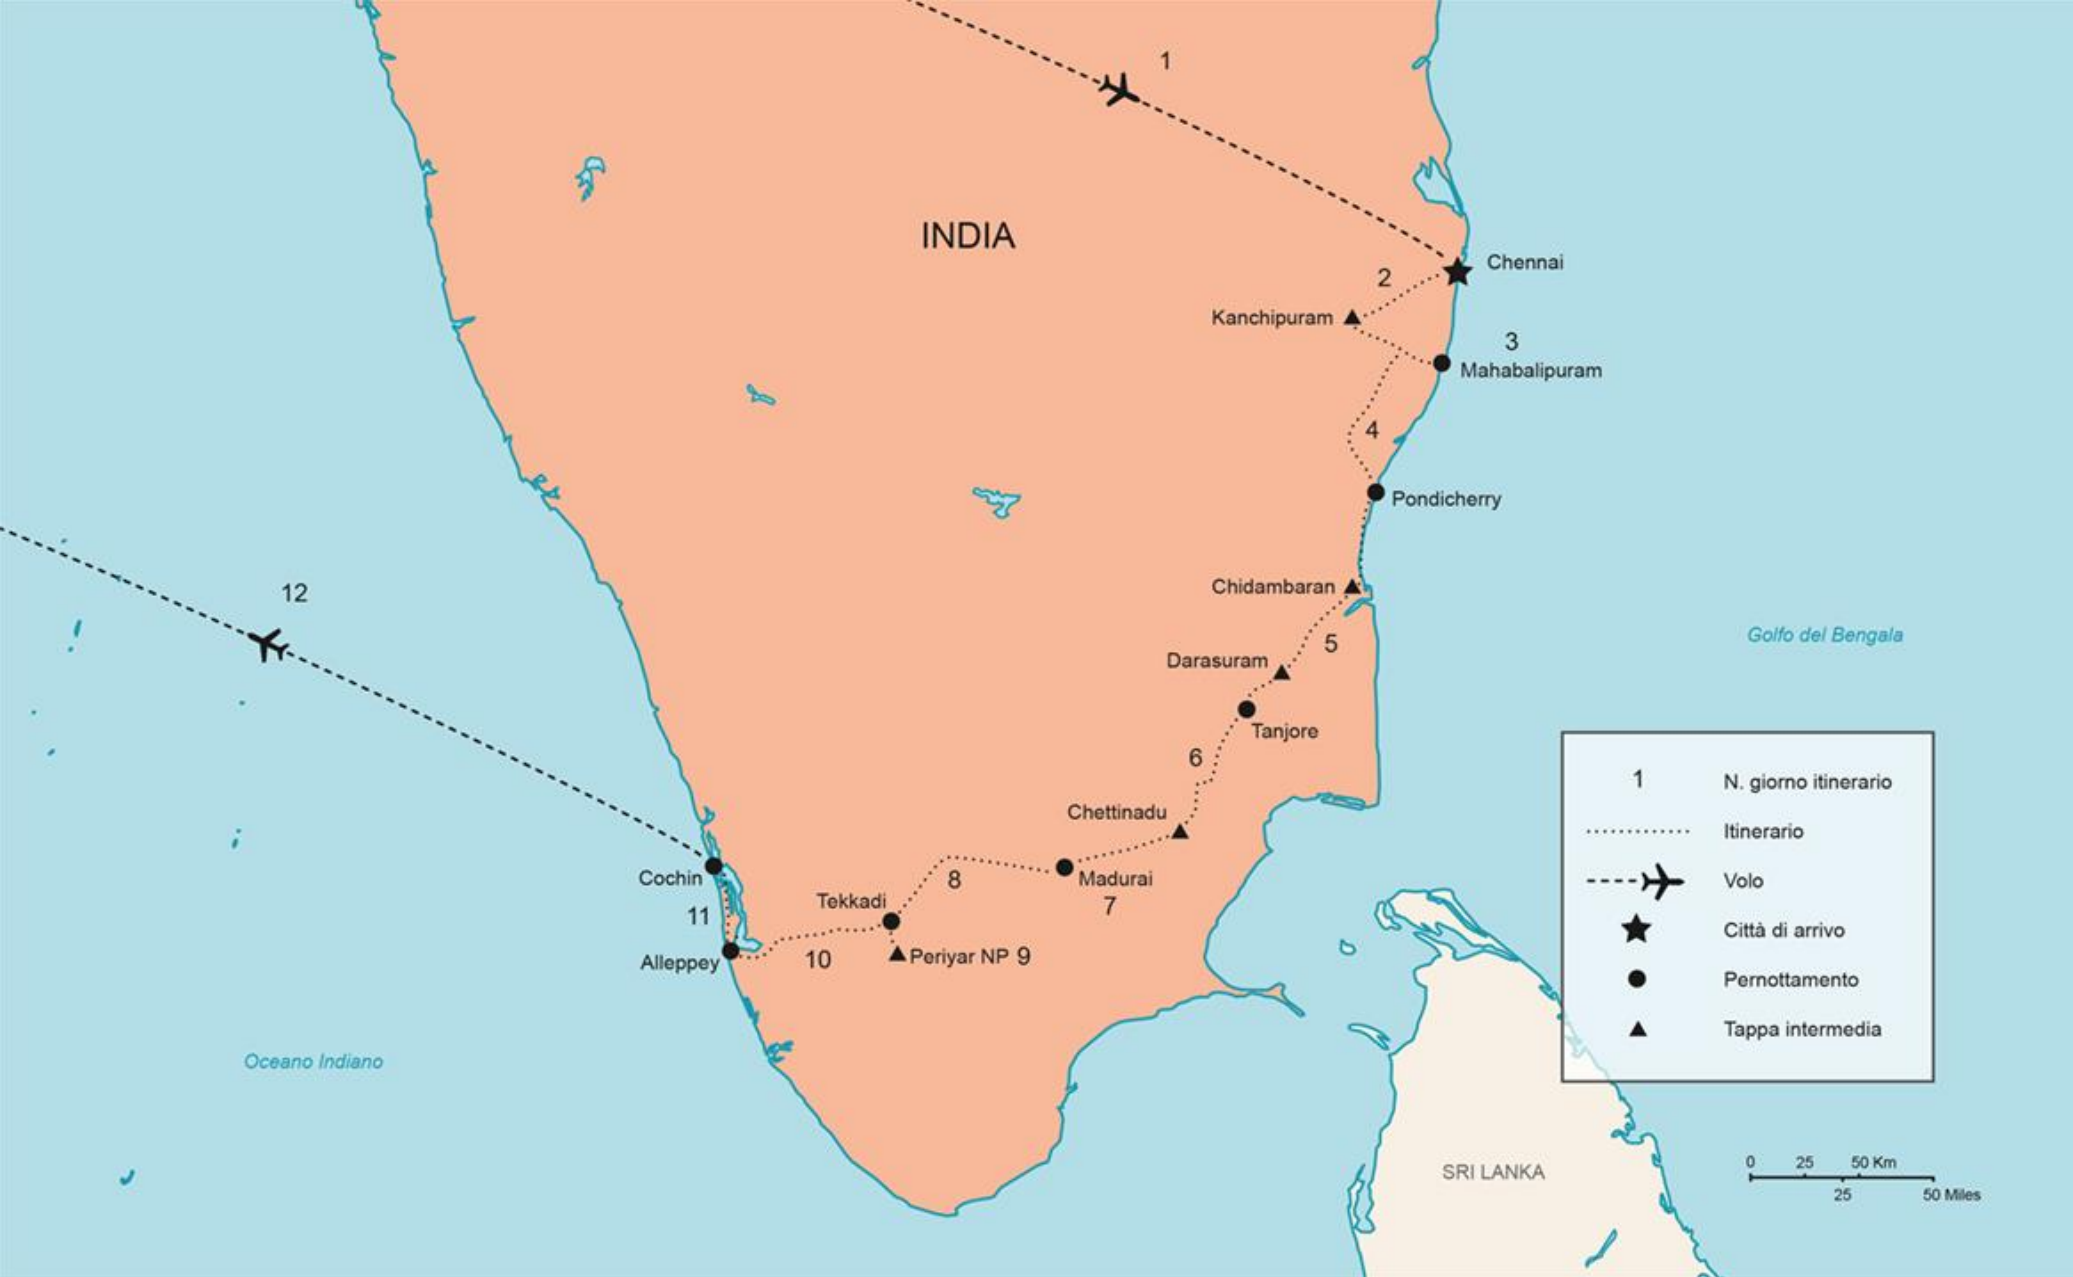 1
INDIA
Chennai
2
Kanchipuram
3
Mahabalipuram
4
Pondicherry
12
Chidambaran
5
Golfo del Bengala
Darasuram
Tanjore
6
Chettinadu
Cochin
8
Madurai
7
Tekkadi
11
Alleppey
10
Periyar NP 9
Oceano Indiano
SRI LANKA
1 N. giorno itinerario
Itinerario
Volo
Città di arrivo
Pernottamento
Tappa intermedia
0 25 50 Km
25 50 Miles